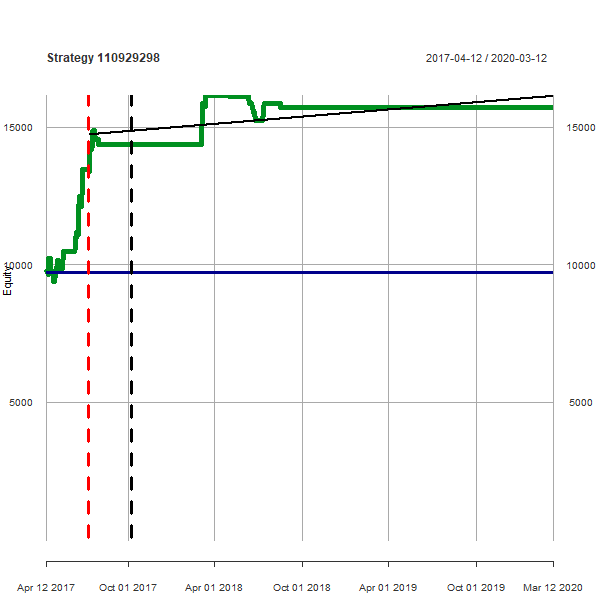 Strategy 110929298
2017-04-12 / 2020-03-12
15000
15000
10000
10000
Equity
5000
5000
Apr 12 2017
Oct 01 2017
Apr 01 2018
Oct 01 2018
Apr 01 2019
Oct 01 2019
Mar 12 2020